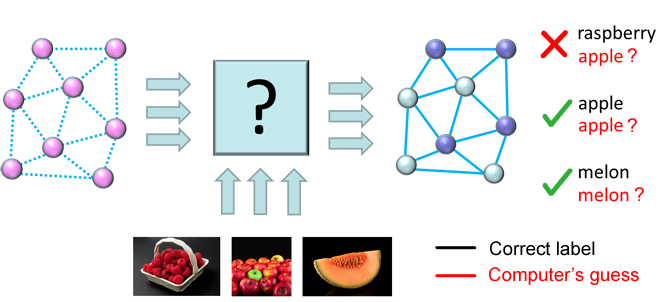 raspberry
apple ?
?
apple
apple ?
melon
melon ?
Correct label
Computer's guess